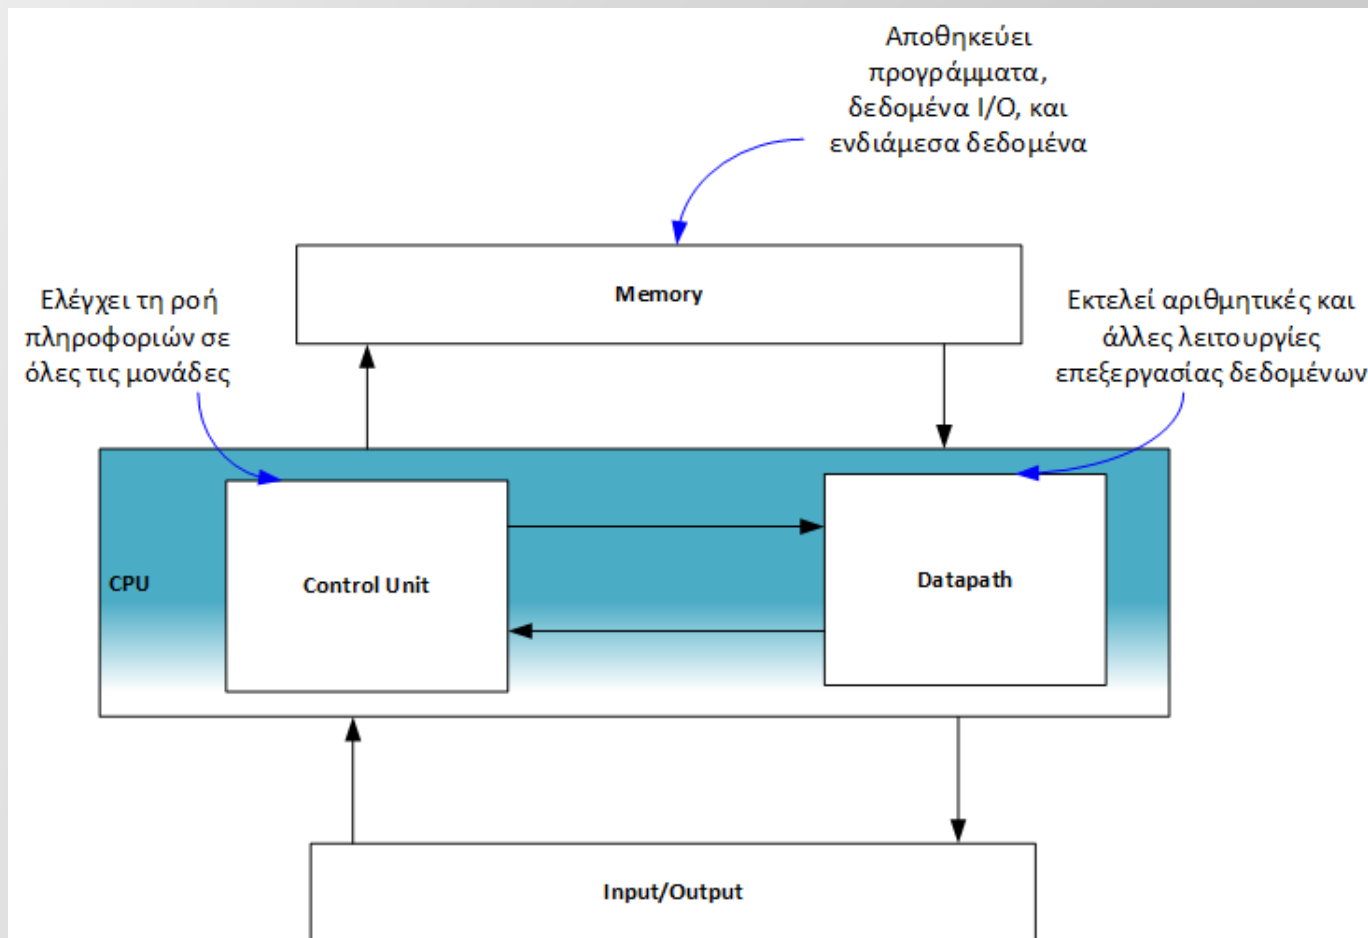 Αποθηκεύει
προγράμματα,
δεδομένα I/O, και
ενδιάμεσα δεδομένα
Memory
Ελέγχει τη ροή
πληροφοριών σε
όλες τις μονάδες
Εκτελεί αριθμητικές και
άλλες λειτουργίες
επεξεργασίας δεδομένων
CPU
Control Unit
Datapath
Input/Output